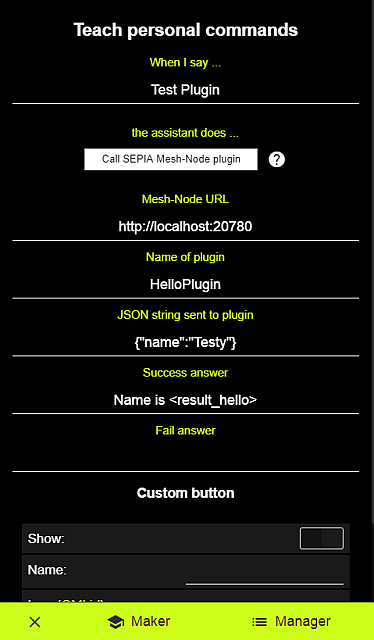 Teach personal commands
When I say ...
Test Plugin
the assistant does ...
Call SEPIA Mesh-Node plugin
?
Mesh-Node URL
http://localhost:20780
Name of plugin
HelloPlugin
JSON string sent to plugin
{"name":"Testy"}
Success answer
Name is <result_hello>
Fail answer
Custom button
Show:
Name:
Maker
Manager